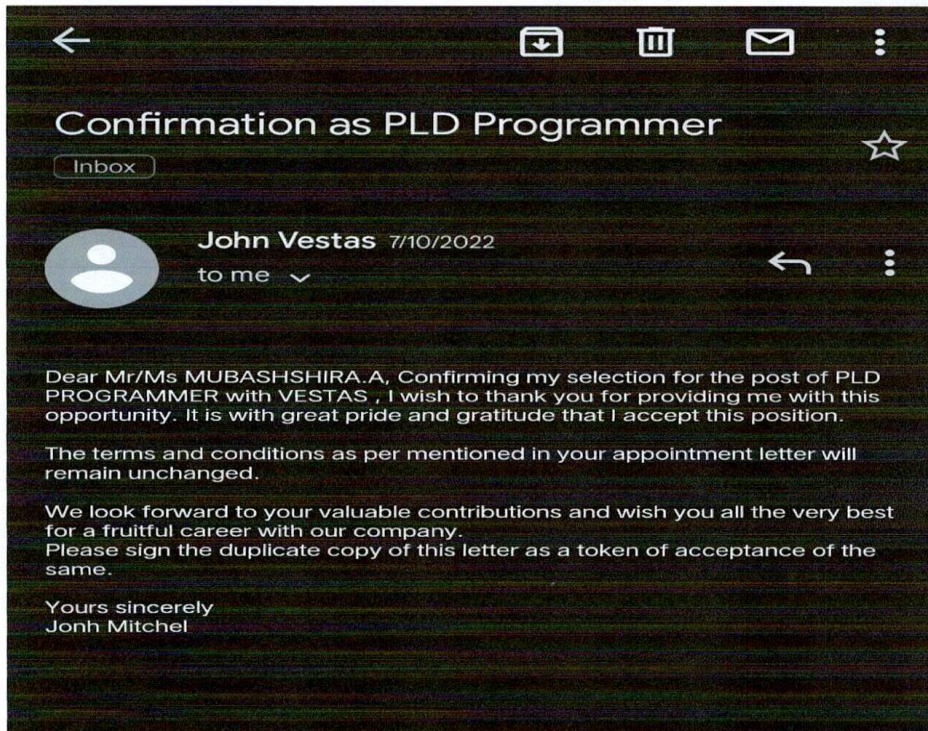 Confirmation as PLD Programmer
Inbox
John Vestas 7/10/2022
to me
Dear Mr/Ms MUBASHSHIRA.A, Confirming my selection for the post of PLD
PROGRAMMER with VESTAS , I wish to thank you for providing me with this
opportunity. It is with great pride and gratitude that I accept this position.
The terms and conditions as per mentioned in your appointment letter will
remain unchanged.
We look forward to your valuable contributions and wish you all the very best
for a fruitful career with our company.
Please sign the duplicate copy of this letter as a token of acceptance of the
same.
Yours sincerely
Jonh Mitchel